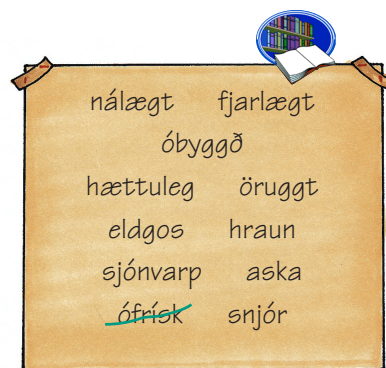 nálægt fjarlægt
óbyggð
hættuleg öruggt
eldgos hraun
sjónvarp aska
ófrísk snjór